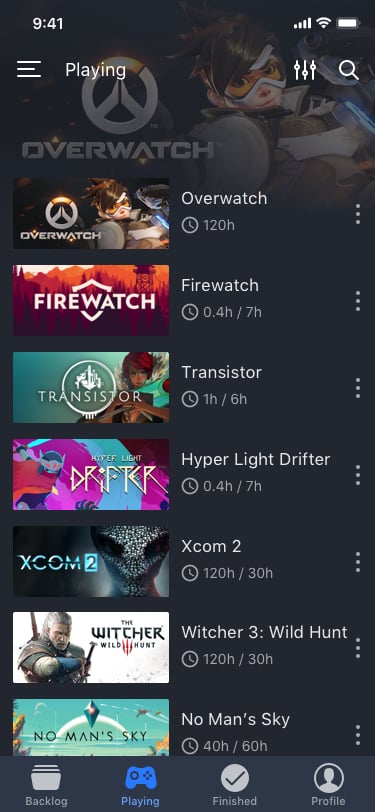 9:41
Playing
OVERWATCH
OVERWATCH
Overwatch
120h
FIREWATCH
Firewatch
0.4h / 7h
TRANSISTOR
Transistor
1h / 6h
HYPER LIGHT
DRIFTER
Hyper Light Drifter
0.4h / 7h
XCOM 2
Xcom 2
120h / 30h
THE
WITCHER
WILD HUNT
Witcher 3: Wild Hunt
120h / 30h
NO MAN'S SKY
No Man's Sky
40h / 60h
Backlog
Playing
Finished
Profile